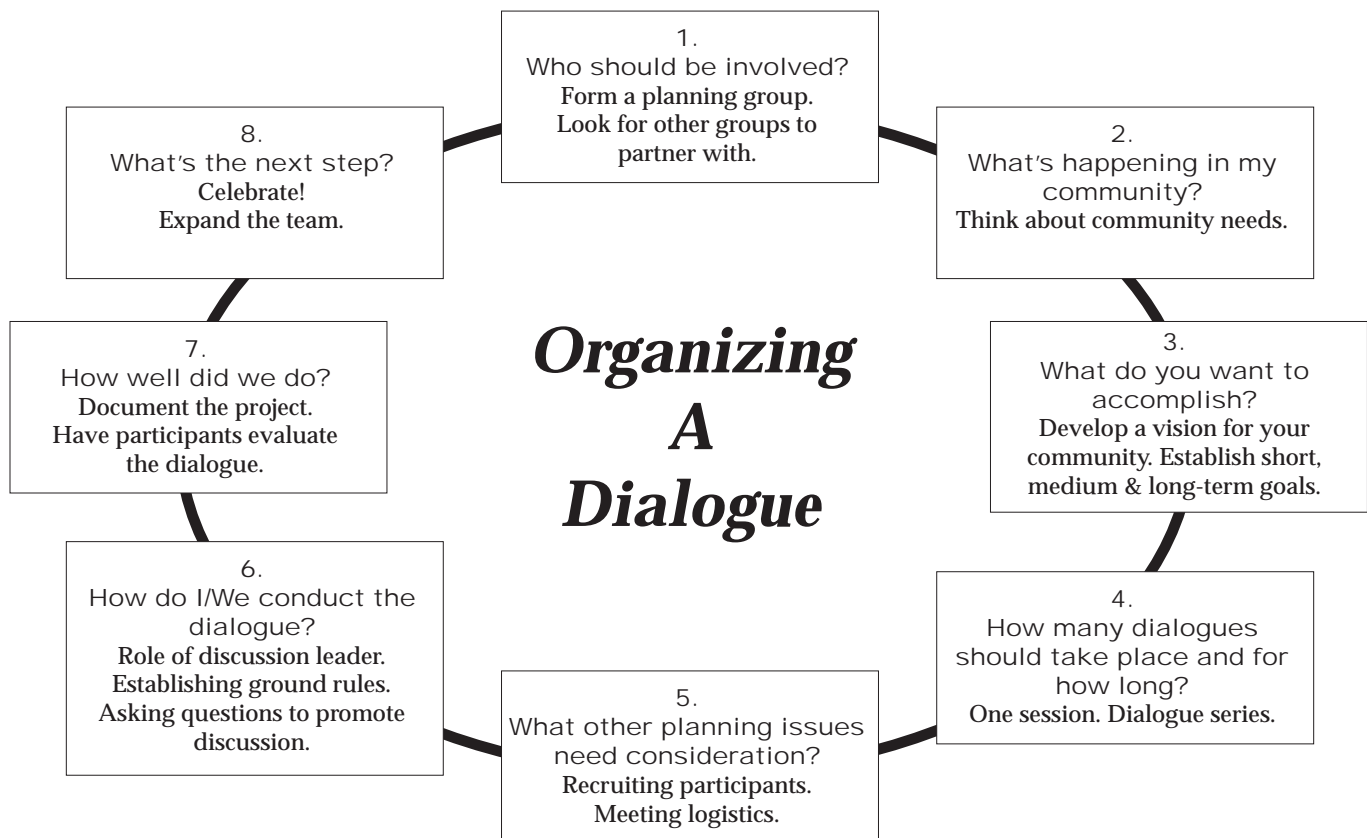 1.
Who should be involved?
Form a planning group.
Look for other groups to
partner with.
2.
What's happening in my
community?
Think about community needs.
3.
What do you want to
accomplish?
Develop a vision for your
community. Establish short,
medium & long-term goals.
4.
How many dialogues
should take place and for
how long?
One session. Dialogue series.
5.
What other planning issues
need consideration?
Recruiting participants.
Meeting logistics.
6.
How do I/We conduct the
dialogue?
Role of discussion leader.
Establishing ground rules.
Asking questions to promote
discussion.
7.
How well did we do?
Document the project.
Have participants evaluate
the dialogue.
8.
What's the next step?
Celebrate!
Expand the team.
Organizing
A
Dialogue